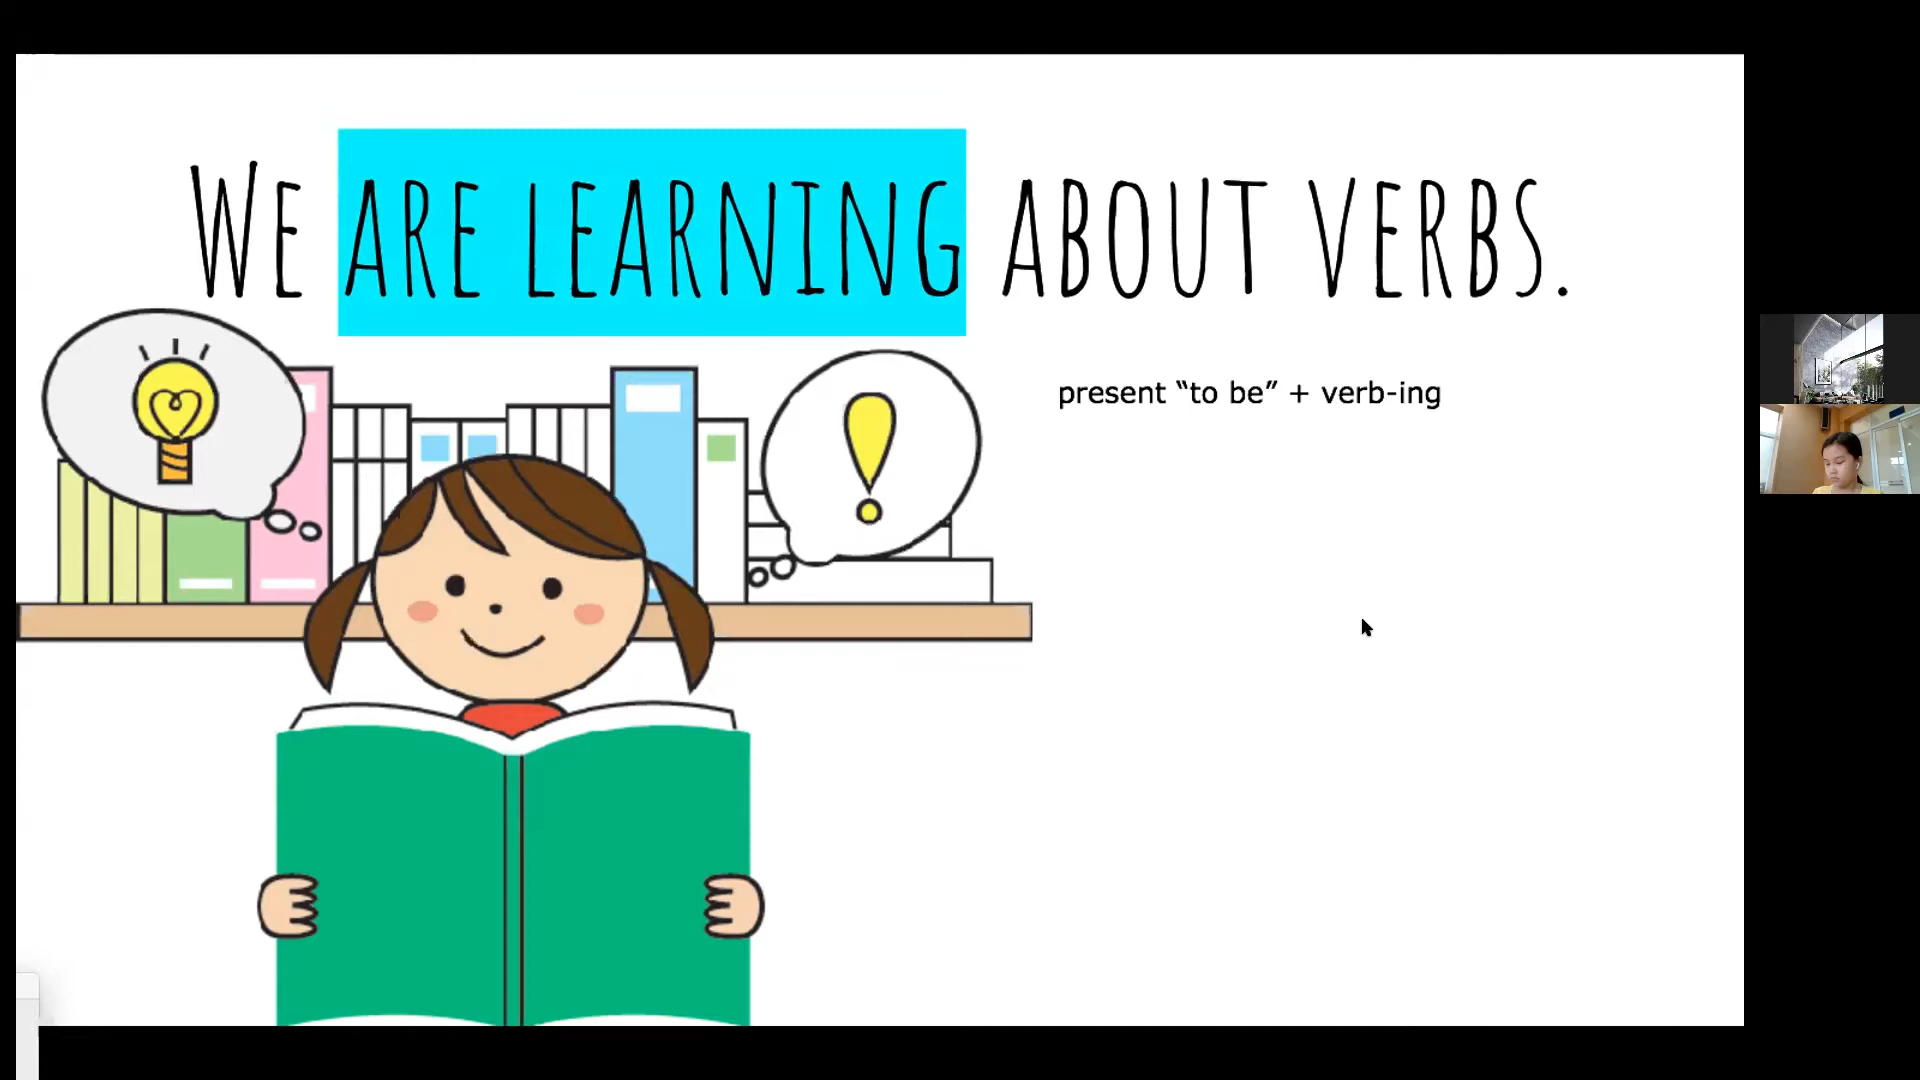 WE ARE LEARNING ABOUT VERBS.
present “to be” + verb-ing